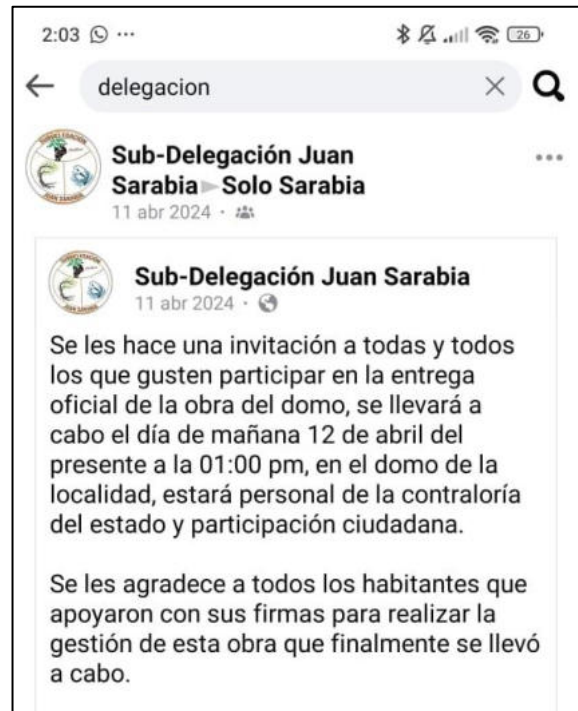 2:03 ...
26
delegacion
Sub-Delegación Juan
Sarabia ▸ Solo Sarabia
11 abr 2024 ·
Sub-Delegación Juan Sarabia
11 abr 2024 ·
Se les hace una invitación a todas y todos
los que gusten participar en la entrega
oficial de la obra del domo, se llevará a
cabo el día de mañana 12 de abril del
presente a la 01:00 pm, en el domo de la
localidad, estará personal de la contraloría
del estado y participación ciudadana.
Se les agradece a todos los habitantes que
apoyaron con sus firmas para realizar la
gestión de esta obra que finalmente se llevó
a cabo.